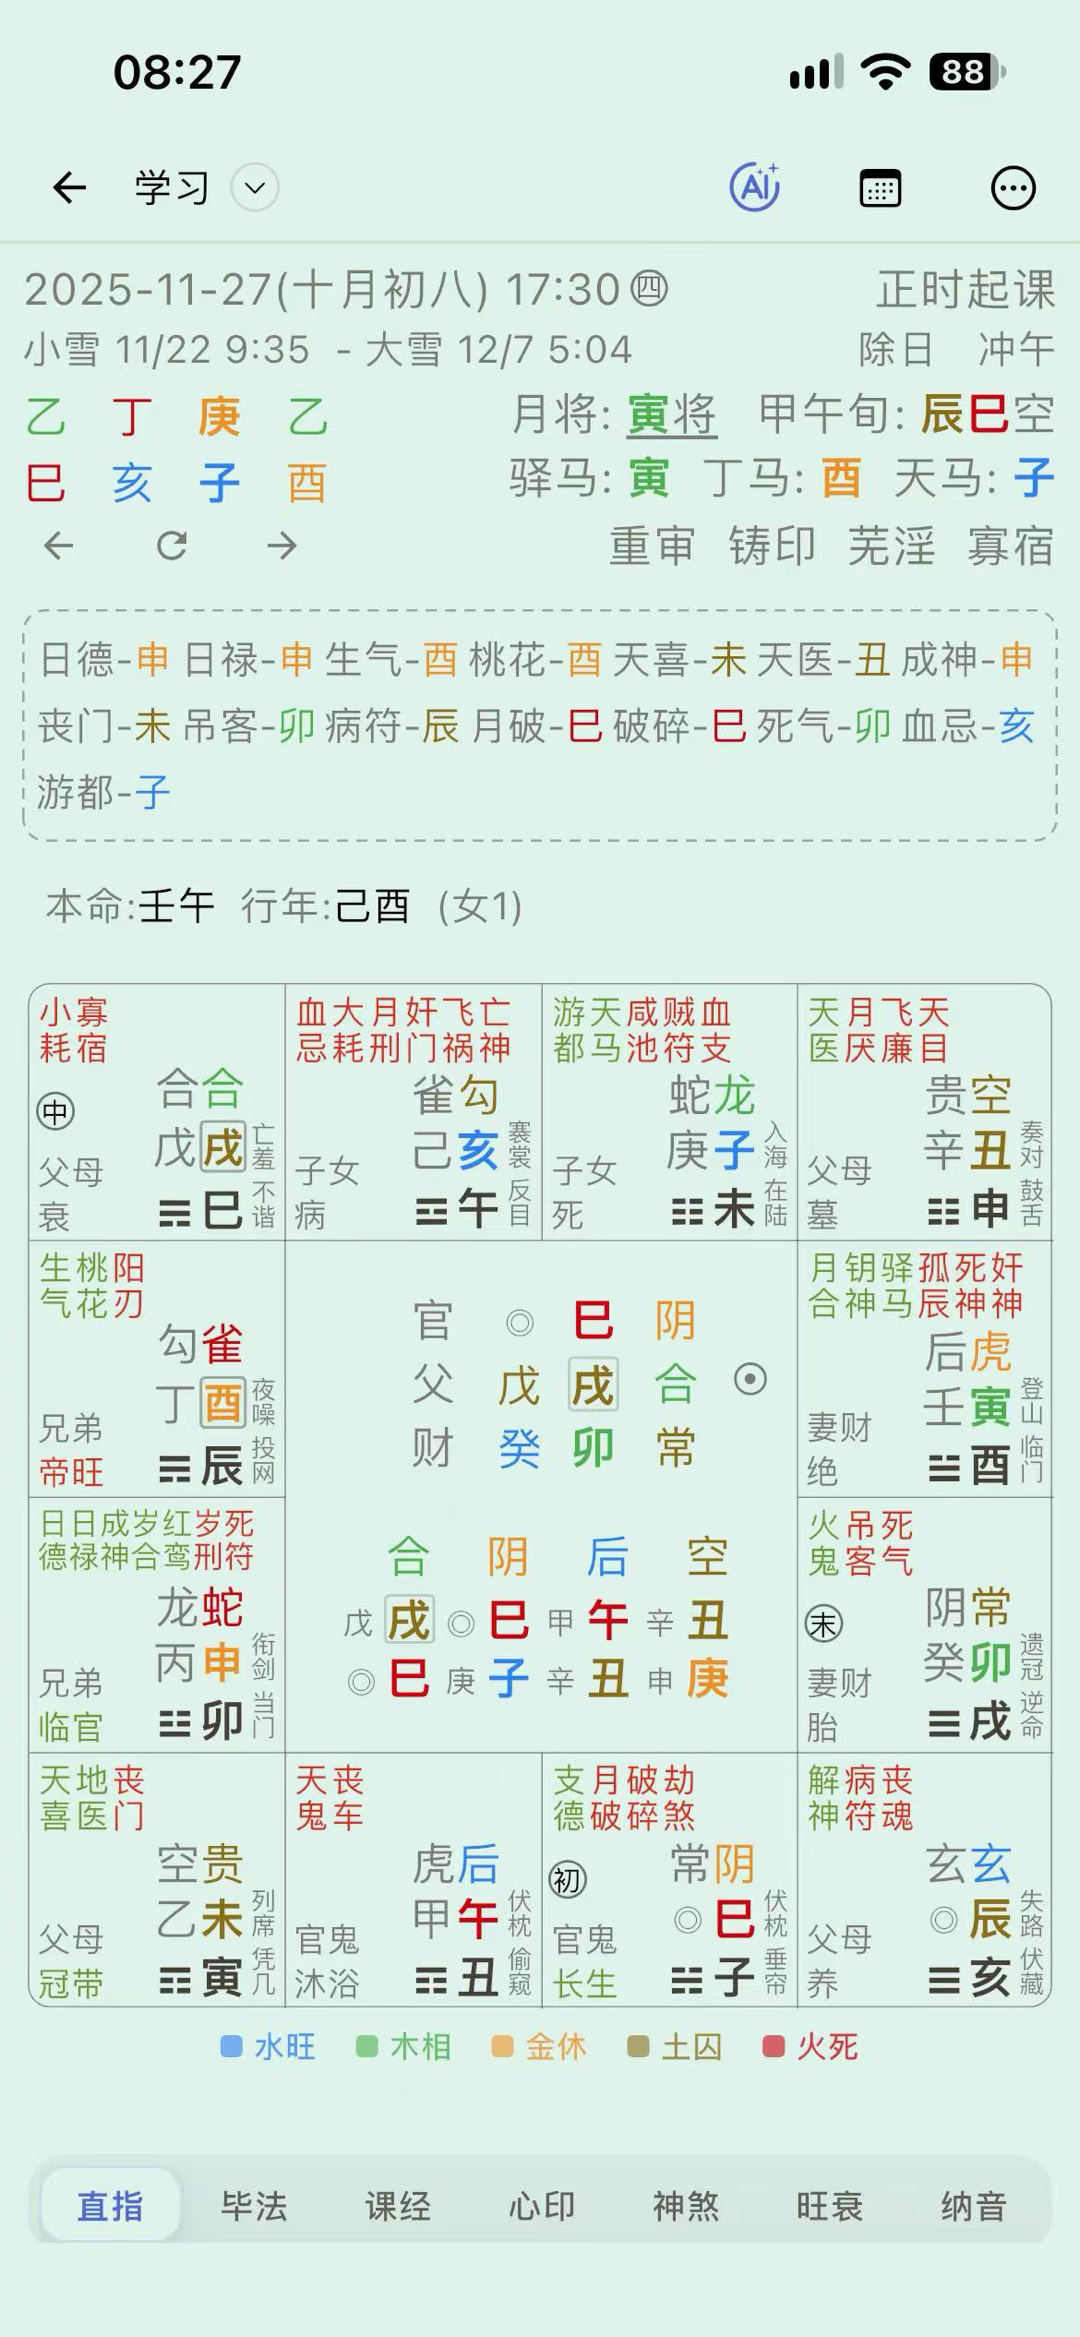 08:27 88
学习 AI
2025-11-27(十月初八) 17:30㊃ 正时起课
小雪 11/22 9:35 - 大雪 12/7 5:04 除日 冲午
乙 丁 庚 乙 月将: 寅将 甲午旬: 辰巳空
巳 亥 子 酉 驿马: 寅 丁马: 酉 天马: 子
重审 铸印 芜淫 寡宿
日德-申 日禄-申 生气-酉 桃花-酉 天喜-未 天医-丑 成神-申
丧门-未 吊客-卯 病符-辰 月破-巳 破碎-巳 死气-卯 血忌-亥
游都-子
本命:壬午 行年:己酉 (女1)
小耗 寡宿
中
合合
戊戌 亡羞
父母
衰
☴巳 不谐
血忌 大耗 月刑 奸门 飞祸 亡神
雀勾
己亥 褰裳
子女
病
☲午 反目
游都 天马 咸池 贼符 血支
蛇龙
庚子 入海
子女
死
☷未 在陆
天医 月厌 飞廉 天目
贵空
辛丑 奏对
父母
墓
☷申 鼓舌
生气 桃花 阳刃
勾雀
丁酉 夜噪
兄弟
帝旺
☴辰 投网
官 ◎ 巳 阴
父 戊 戌 合 ☉
财 癸 卯 常
月合 钥神 驿马 孤辰 死神 奸神
后虎
壬寅 登山
妻财
绝
☱酉 临门
日德 日禄 成神 岁合 红鸾 岁刑 死符
龙蛇
丙申 衔剑
兄弟
临官
☳卯 当门
合 阴 后 空
戊戌 ◎巳 甲午 辛丑
◎巳 庚子 辛丑 申庚
火鬼 吊客 死气
末
阴常
癸卯 遗冠
妻财
胎
☰戌 逆命
天喜 地医 丧门
空贵
乙未 列席
父母
冠带
☶寅 凭几
天鬼 丧车
虎后
甲午 伏枕
官鬼
沐浴
☶丑 偷窥
支德 月破 破碎 劫煞
初
常阴
◎巳 伏枕
官鬼
长生
☵子 垂帘
解神 病符 丧魂
玄玄
◎辰 失路
父母
养
☰亥 伏藏
水旺 木相 金休 土囚 火死
直指 毕法 课经 心印 神煞 旺衰 纳音